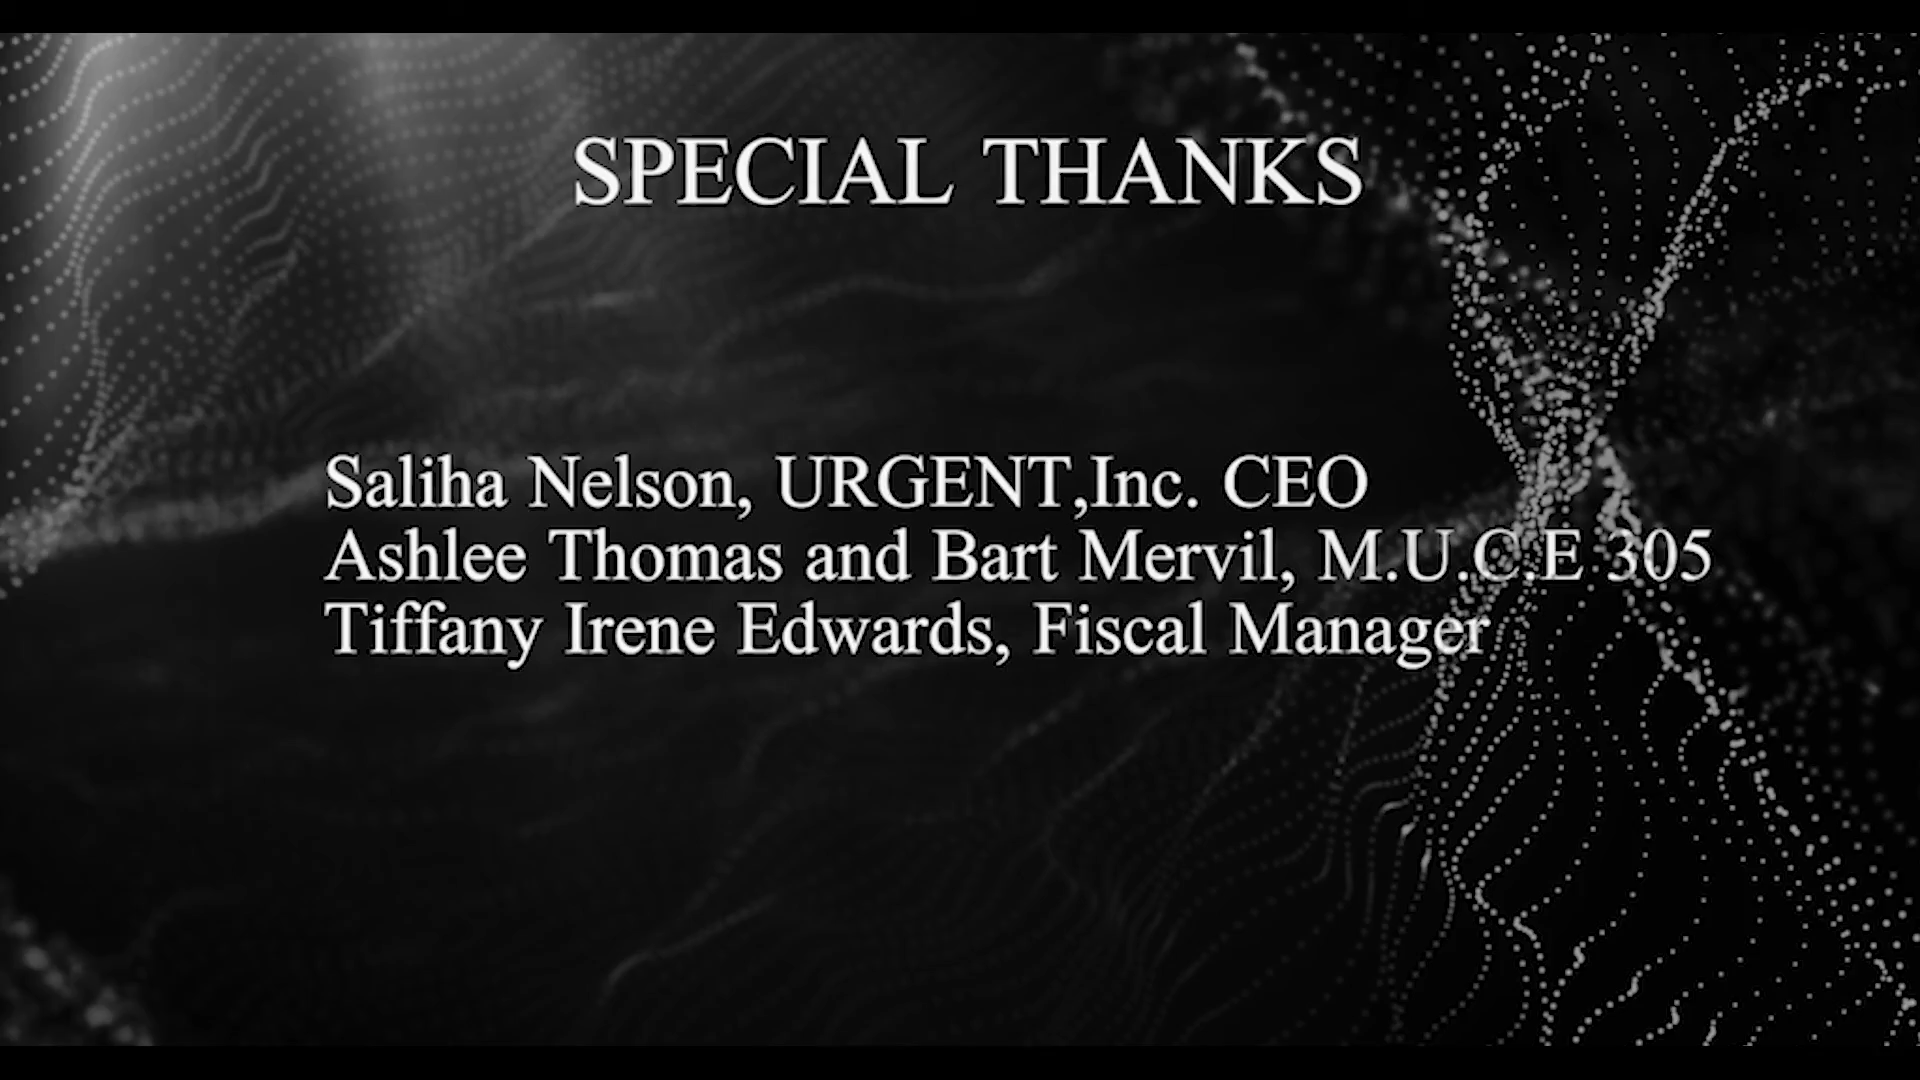 SPECIAL THANKS
Saliha Nelson, URGENT,Inc. CEO
Ashlee Thomas and Bart Mervil, M.U.C.E 305
Tiffany Irene Edwards, Fiscal Manager